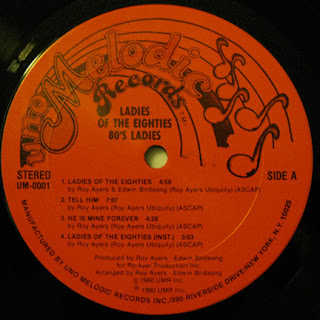 uno
Melodic
Records
T.M.
LADIES
OF THE EIGHTIES
80'S LADIES
STEREO
UM-0001
SIDE A
1. LADIES OF THE EIGHTIES 4:58
by Roy Ayers & Edwin Birdsong (Roy Ayers Ubiquity) (ASCAP)
2. TELL HIM 7:07
by Roy Ayers (Roy Ayers Ubiquity) (ASCAP)
3. HE IS MINE FOREVER 4:28
by Roy Ayers (Roy Ayers Ubiquity) (ASCAP)
4. LADIES OF THE EIGHTIES (INST.) 3:03
by Roy Ayers - Edwin Birdsong (Roy Ayers Ubiquity) (ASCAP)
Produced by Roy Ayers - Edwin Birdsong
for Ro-Ayer Production Inc.
Arranged by Roy Ayers - Edwin Birdsong
© 1980 UMR Inc.
℗ 1980 UMR Inc.
MANUFACTURED BY UNO MELODIC RECORDS INC./390 RIVERSIDE DRIVE/NEW YORK, N.Y. 10025